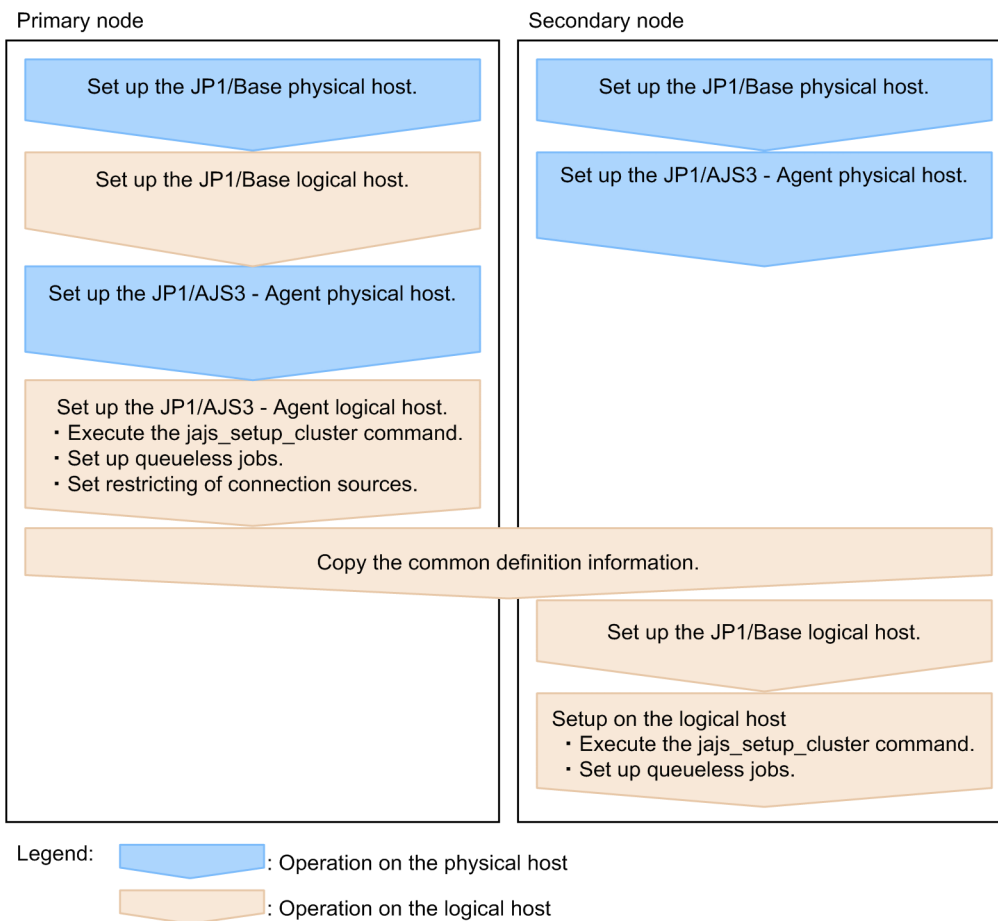 Primary node
Set up the JP1/Base physical host.
Set up the JP1/Base logical host.
Set up the JP1/AJS3 - Agent physical host.
Set up the JP1/AJS3 - Agent logical host.
・Execute the jajs_setup_cluster command.
・Set up queueless jobs.
・Set restricting of connection sources.
Secondary node
Set up the JP1/Base physical host.
Set up the JP1/AJS3 - Agent physical host.
Copy the common definition information.
Set up the JP1/Base logical host.
Setup on the logical host
・Execute the jajs_setup_cluster command.
・Set up queueless jobs.
Legend:
: Operation on the physical host
: Operation on the logical host